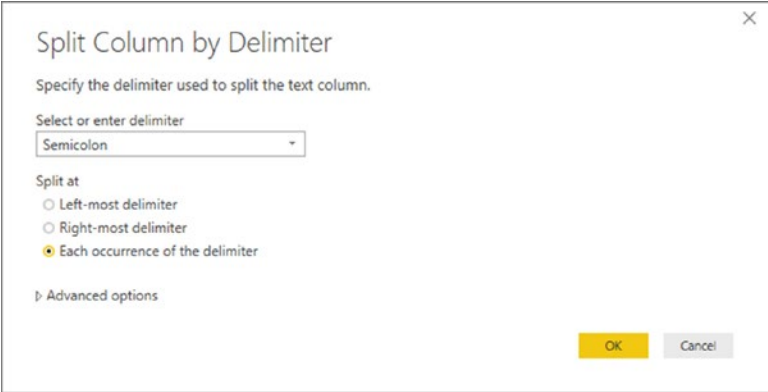 Split Column by Delimiter
Specify the delimiter used to split the text column.
Select or enter delimiter
Semicolon
Split at
Left-most delimiter
Right-most delimiter
Each occurrence of the delimiter
Advanced options
OK Cancel